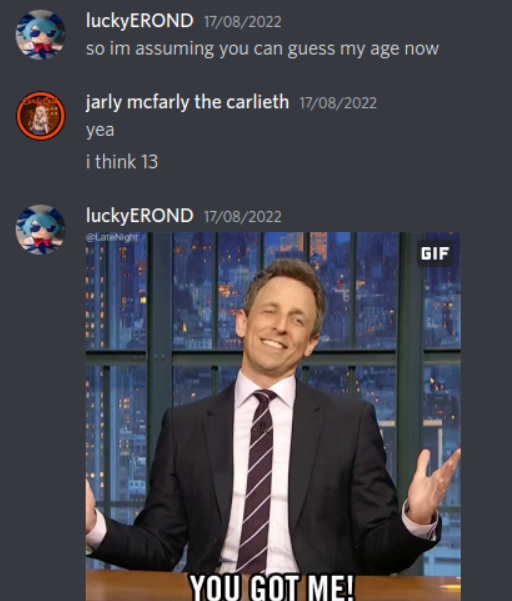 luckyEROND 17/08/2022
so im assuming you can guess my age now
jarly mcfarly the carlieth 17/08/2022
yea
i think 13
luckyEROND 17/08/2022
@LateNight
GIF
YOU GOT ME!